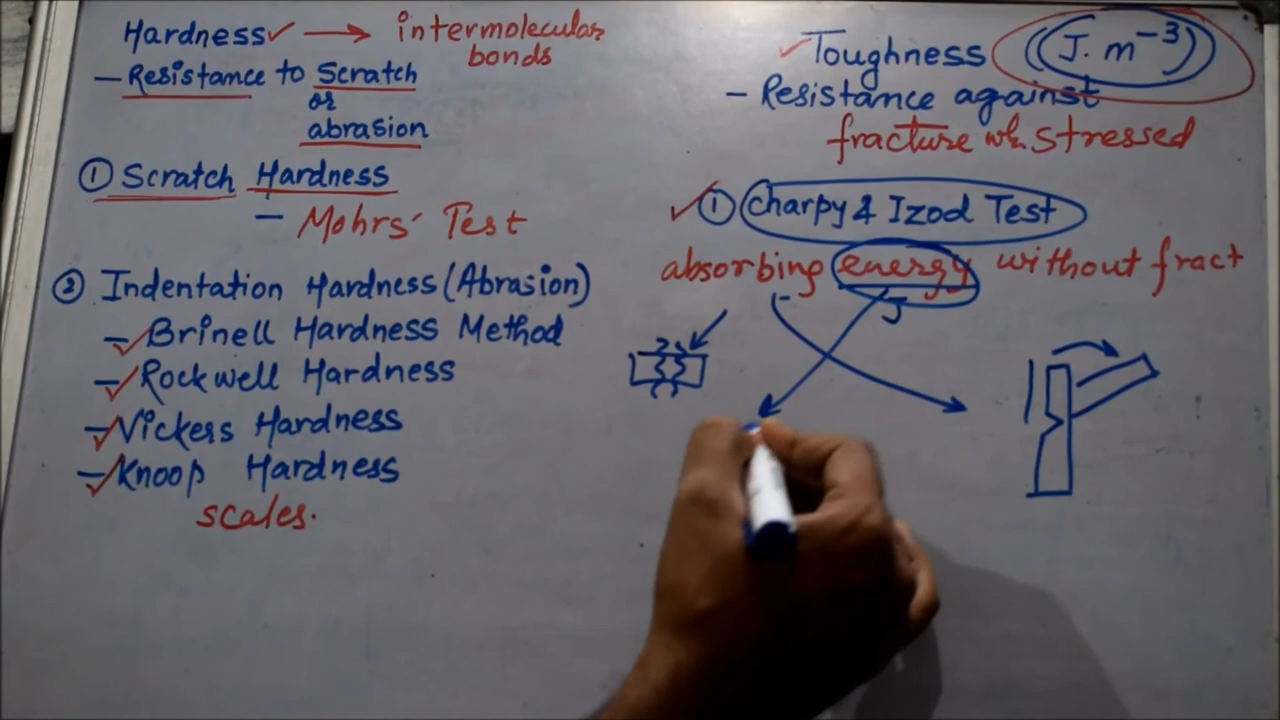 Hardness✓ → intermolecular
bonds
– Resistance to Scratch
or
abrasion
① Scratch Hardness
– Mohrs' Test
② Indentation Hardness (Abrasion)
– Brinell Hardness Method
– Rockwell Hardness
– Vickers Hardness
– Knoop Hardness
scales.
✓Toughness (J.m⁻³)
– Resistance against
fracture wh. stressed
✓① Charpy & Izod Test
absorbing energy without fract
J